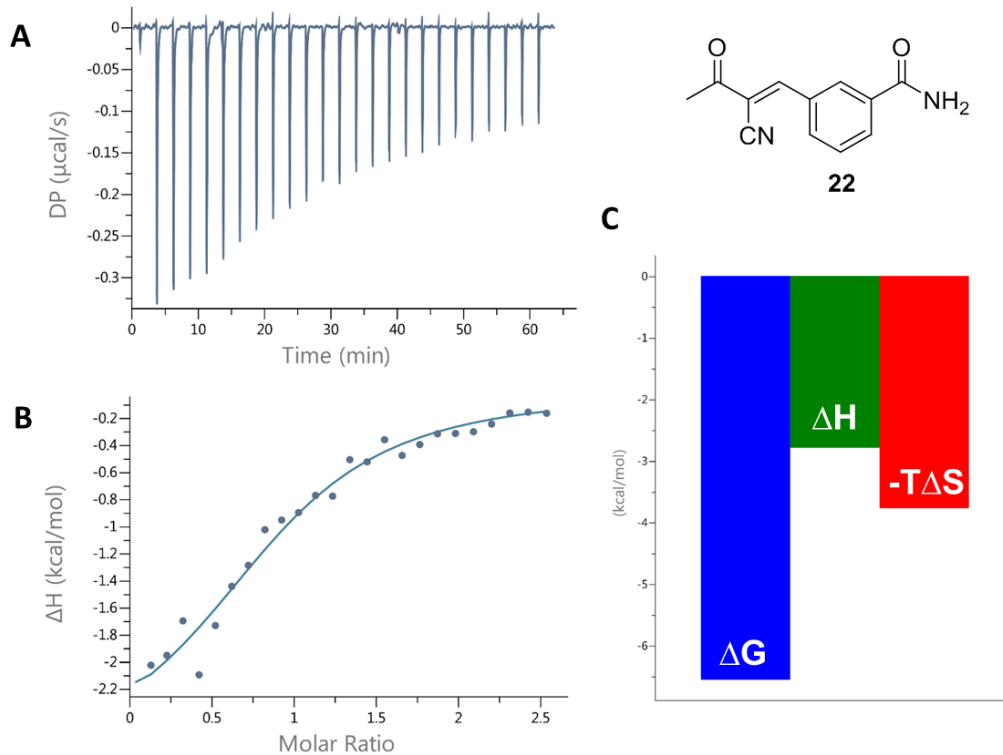 A
0
-0.05
-0.1
-0.15
-0.2
-0.25
-0.3
DP (µcal/s)
0 10 20 30 40 50 60
Time (min)
O
CN
O
NH₂
22
B
-0.2
-0.4
-0.6
-0.8
-1
-1.2
-1.4
-1.6
-1.8
-2
-2.2
ΔH (kcal/mol)
0 0.5 1 1.5 2 2.5
Molar Ratio
C
0
-1
-2
-3
-4
-5
-6
(kcal/mol)
ΔH
-TΔS
ΔG